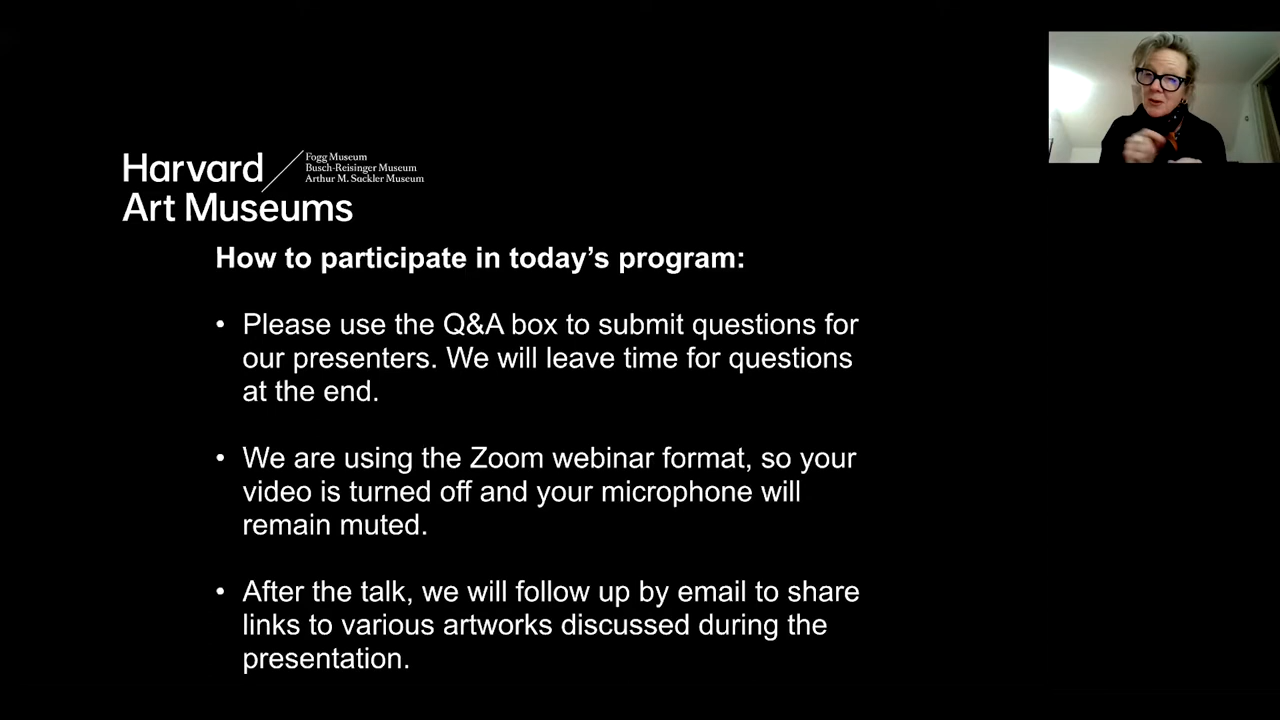 Harvard
Art Museums
Fogg Museum
Busch-Reisinger Museum
Arthur M. Sackler Museum
How to participate in today’s program:
• Please use the Q&A box to submit questions for
our presenters. We will leave time for questions
at the end.
• We are using the Zoom webinar format, so your
video is turned off and your microphone will
remain muted.
• After the talk, we will follow up by email to share
links to various artworks discussed during the
presentation.